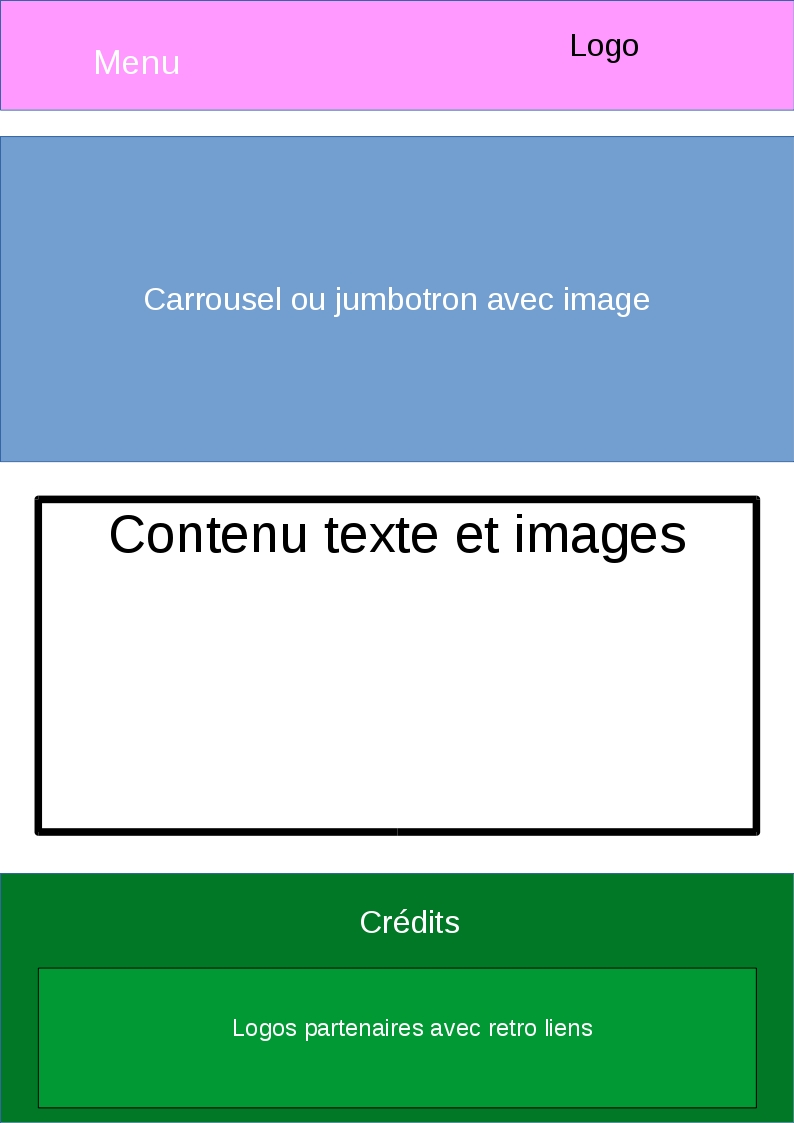 Menu
Logo
Carrousel ou jumbotron avec image
Contenu texte et images
Crédits
Logos partenaires avec retro liens